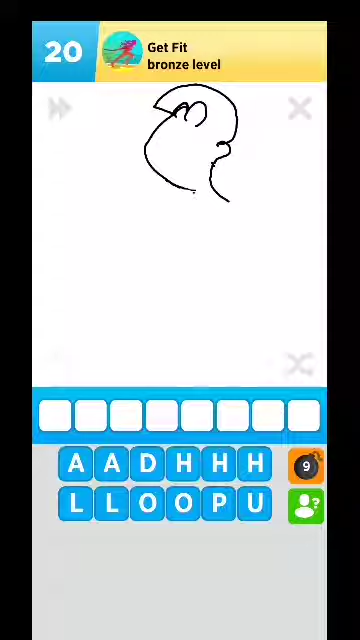 20
Get Fit
bronze level
A A D H H H
9
L L O O P U
?